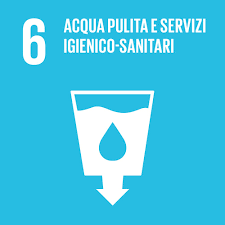 6 ACQUA PULITA E SERVIZI
IGIENICO-SANITARI